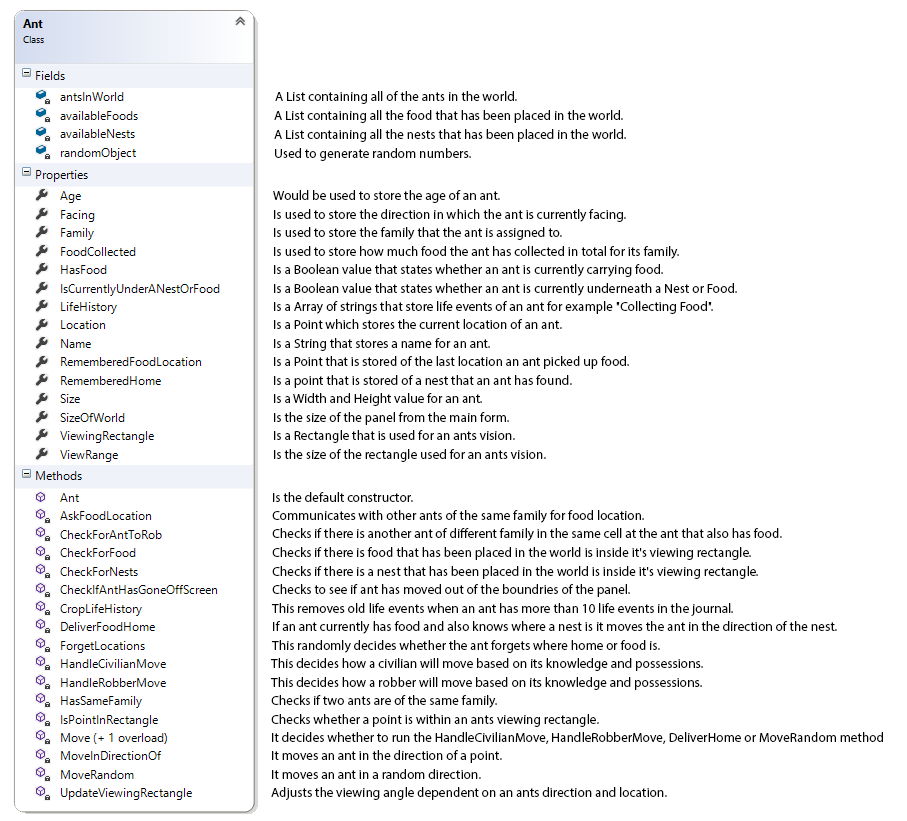 Ant
Class
Fields
antsInWorld A List containing all of the ants in the world.
availableFoods A List containing all the food that has been placed in the world.
availableNests A List containing all the nests that has been placed in the world.
randomObject Used to generate random numbers.
Properties
Age Would be used to store the age of an ant.
Facing Is used to store the direction in which the ant is currently facing.
Family Is used to store the family that the ant is assigned to.
FoodCollected Is used to store how much food the ant has collected in total for its family.
HasFood Is a Boolean value that states whether an ant is currently carrying food.
IsCurrentlyUnderANestOrFood Is a Boolean value that states whether an ant is currently underneath a Nest or Food.
LifeHistory Is a Array of strings that store life events of an ant for example "Collecting Food".
Location Is a Point which stores the current location of an ant.
Name Is a String that stores a name for an ant.
RememberedFoodLocation Is a Point that is stored of the last location an ant picked up food.
RememberedHome Is a point that is stored of a nest that an ant has found.
Size Is a Width and Height value for an ant.
SizeOfWorld Is the size of the panel from the main form.
ViewingRectangle Is a Rectangle that is used for an ants vision.
ViewRange Is the size of the rectangle used for an ants vision.
Methods
Ant Is the default constructor.
AskFoodLocation Communicates with other ants of the same family for food location.
CheckForAntToRob Checks if there is another ant of different family in the same cell at the ant that also has food.
CheckForFood Checks if there is food that has been placed in the world is inside it's viewing rectangle.
CheckForNests Checks if there is a nest that has been placed in the world is inside it's viewing rectangle.
CheckIfAntHasGoneOffScreen Checks to see if ant has moved out of the boundries of the panel.
CropLifeHistory This removes old life events when an ant has more than 10 life events in the journal.
DeliverFoodHome If an ant currently has food and also knows where a nest is it moves the ant in the direction of the nest.
ForgetLocations This randomly decides whether the ant forgets where home or food is.
HandleCivilianMove This decides how a civilian will move based on its knowledge and possessions.
HandleRobberMove This decides how a robber will move based on its knowledge and possessions.
HasSameFamily Checks if two ants are of the same family.
IsPointInRectangle Checks whether a point is within an ants viewing rectangle.
Move (+ 1 overload) It decides whether to run the HandleCivilianMove, HandleRobberMove, DeliverHome or MoveRandom method
MoveInDirectionOf It moves an ant in the direction of a point.
MoveRandom It moves an ant in a random direction.
UpdateViewingRectangle Adjusts the viewing angle dependent on an ants direction and location.